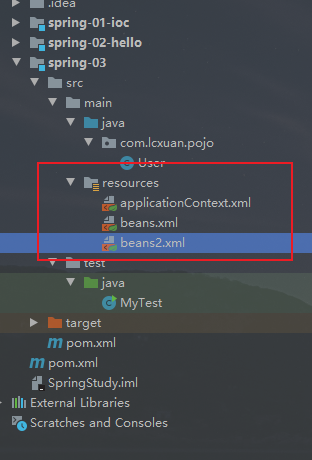 .idea
spring-01-ioc
spring-02-hello
spring-03
src
main
java
com.lcxuan.pojo
User
resources
applicationContext.xml
beans.xml
beans2.xml
test
java
MyTest
target
pom.xml
pom.xml
SpringStudy.iml
External Libraries
Scratches and Consoles